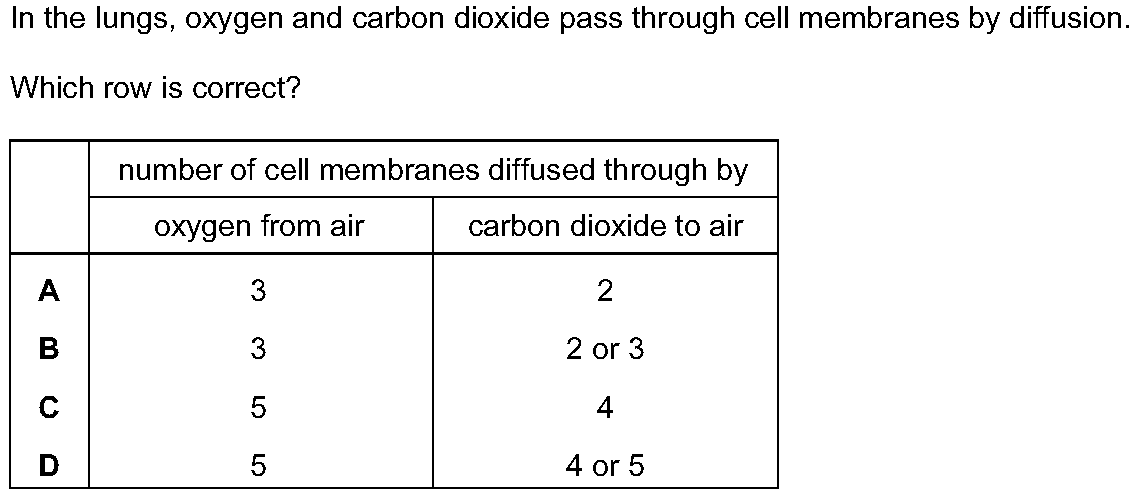 In the lungs, oxygen and carbon dioxide pass through cell membranes by diffusion.
Which row is correct?
number of cell membranes diffused through by
oxygen from air carbon dioxide to air
A 3 2
B 3 2 or 3
C 5 4
D 5 4 or 5